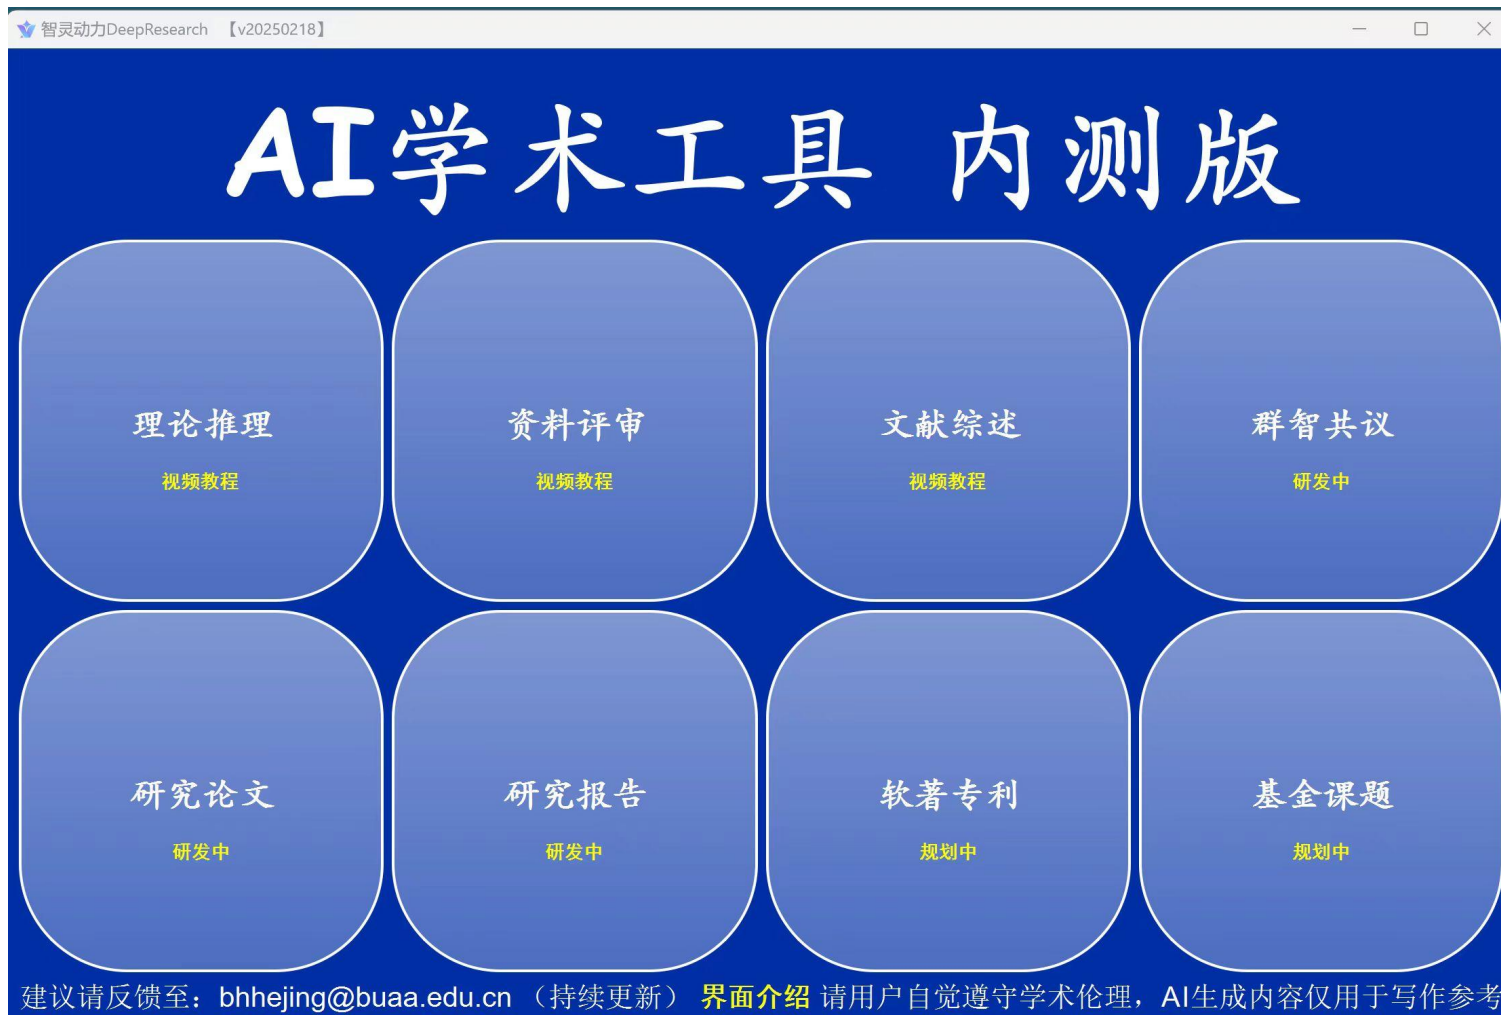 智灵动力DeepResearch 【v20250218】
AI学术工具 内测版
理论推理
视频教程
资料评审
视频教程
文献综述
视频教程
群智共议
研发中
研究论文
研发中
研究报告
研发中
软著专利
规划中
基金课题
规划中
建议请反馈至：bhhejing@buaa.edu.cn （持续更新） 界面介绍 请用户自觉遵守学术伦理，AI生成内容仅用于写作参考